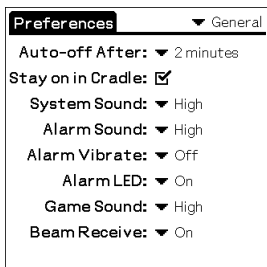 Preferences General
Auto-off After: 2 minutes
Stay on in Cradle:
System Sound: High
Alarm Sound: High
Alarm Vibrate: Off
Alarm LED: On
Game Sound: High
Beam Receive: On